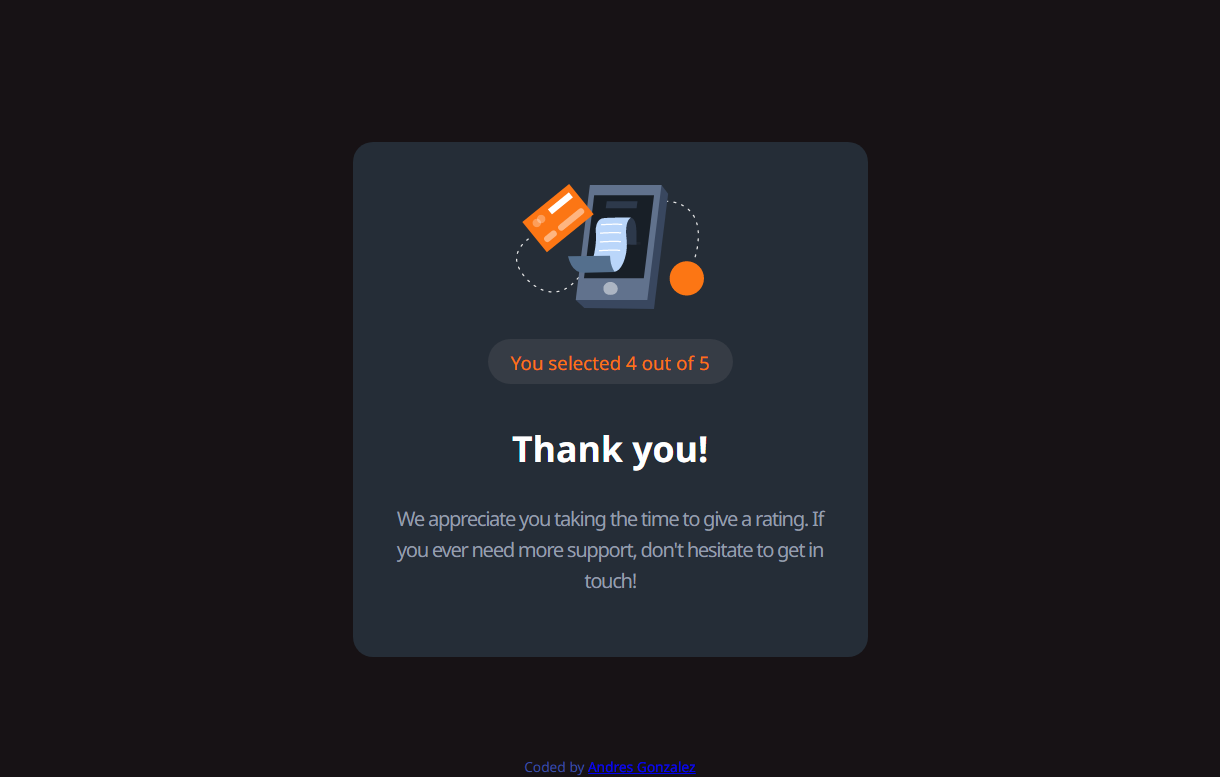 You selected 4 out of 5
Thank you!
We appreciate you taking the time to give a rating. If
you ever need more support, don't hesitate to get in
touch!
Coded by Andres Gonzalez